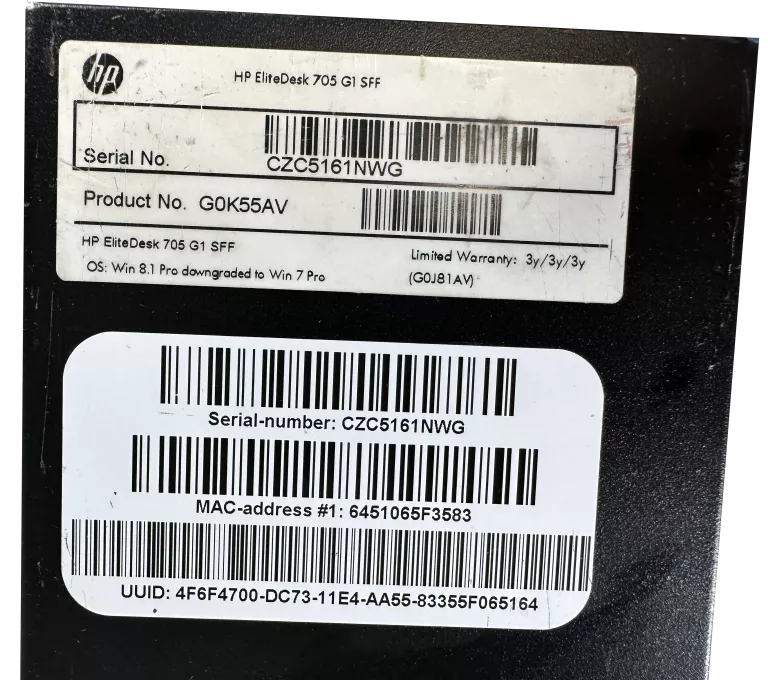 hp
HP EliteDesk 705 G1 SFF
Serial No.
CZC5161NWG
Product No. G0K55AV
HP EliteDesk 705 G1 SFF
Limited Warranty: 3y/3y/3y
OS: Win 8.1 Pro downgraded to Win 7 Pro
(G0J81AV)
Serial-number: CZC5161NWG
MAC-address #1: 6451065F3583
UUID: 4F6F4700-DC73-11E4-AA55-83355F065164